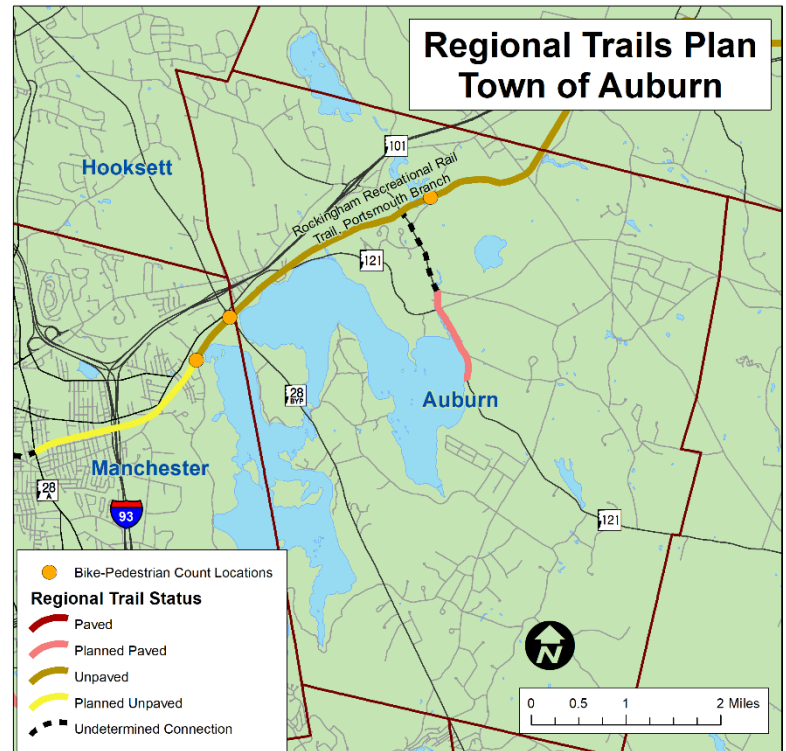 Regional Trails Plan
Town of Auburn
Hooksett
101
Rockingham Recreational Rail
Trail, Portsmouth Branch
121
28
BYP
Auburn
Manchester
28
A
93
121
Bike-Pedestrian Count Locations
Regional Trail Status
Paved
Planned Paved
Unpaved
Planned Unpaved
Undetermined Connection
N
0 0.5 1 2 Miles